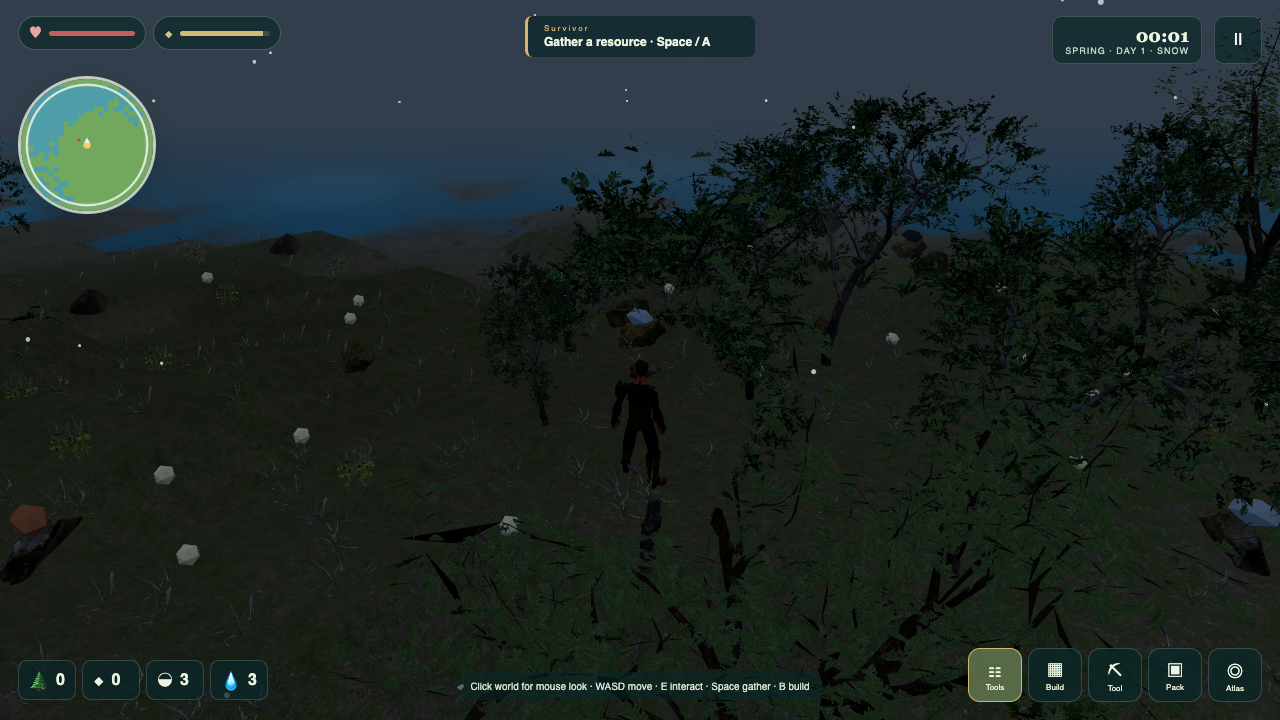 Survivor
Gather a resource · Space / A
00:01
SPRING · DAY 1 · SNOW
0
0
3
3
Click world for mouse look · WASD move · E interact · Space gather · B build
Tools
Build
Tool
Pack
Atlas